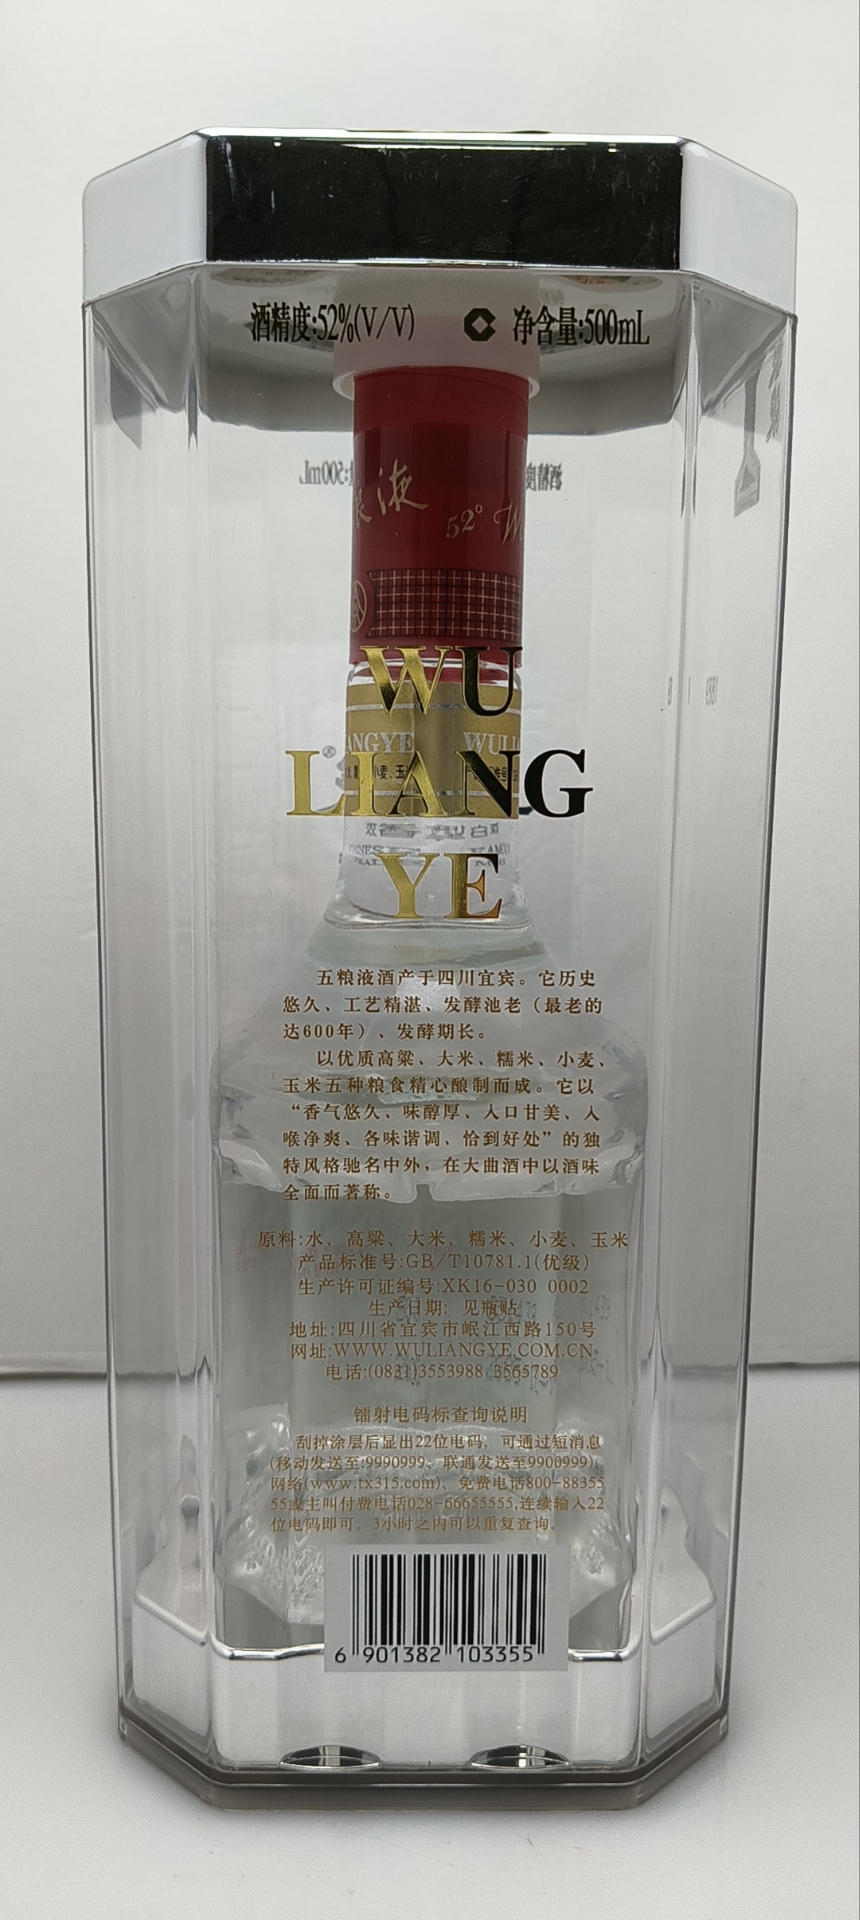 酒精度:52%(V/V) 净含量:500mL
液
52°
WU
LIANG
YE
ANGYE WULI
小麦、玉
五粮液酒产于四川宜宾。它历史
悠久、工艺精湛、发酵池老（最老的
达600年）、发酵期长。
以优质高粱、大米、糯米、小麦、
玉米五种粮食精心酿制而成。它以
“香气悠久、味醇厚、入口甘美、入
喉净爽、各味谐调、恰到好处”的独
特风格驰名中外，在大曲酒中以酒味
全面而著称。
原料:水、高粱、大米、糯米、小麦、玉米
产品标准号:GB/T10781.1(优级)
生产许可证编号:XK16-030 0002
生产日期: 见瓶贴
地址:四川省宜宾市岷江西路150号
网址:WWW.WULIANGYE.COM.CN
电话:(0831)3553988 3565789
镭射电码标查询说明
刮掉涂层后显出22位电码，可通过短消息
(移动发送至:9990999、联通发送至9900999)、
网络(www.tx315.com)、免费电话800-88355
55或主叫付费电话028-66655555,连续输入22
位电码即可，3小时之内可以重复查询。
6 901382 103355